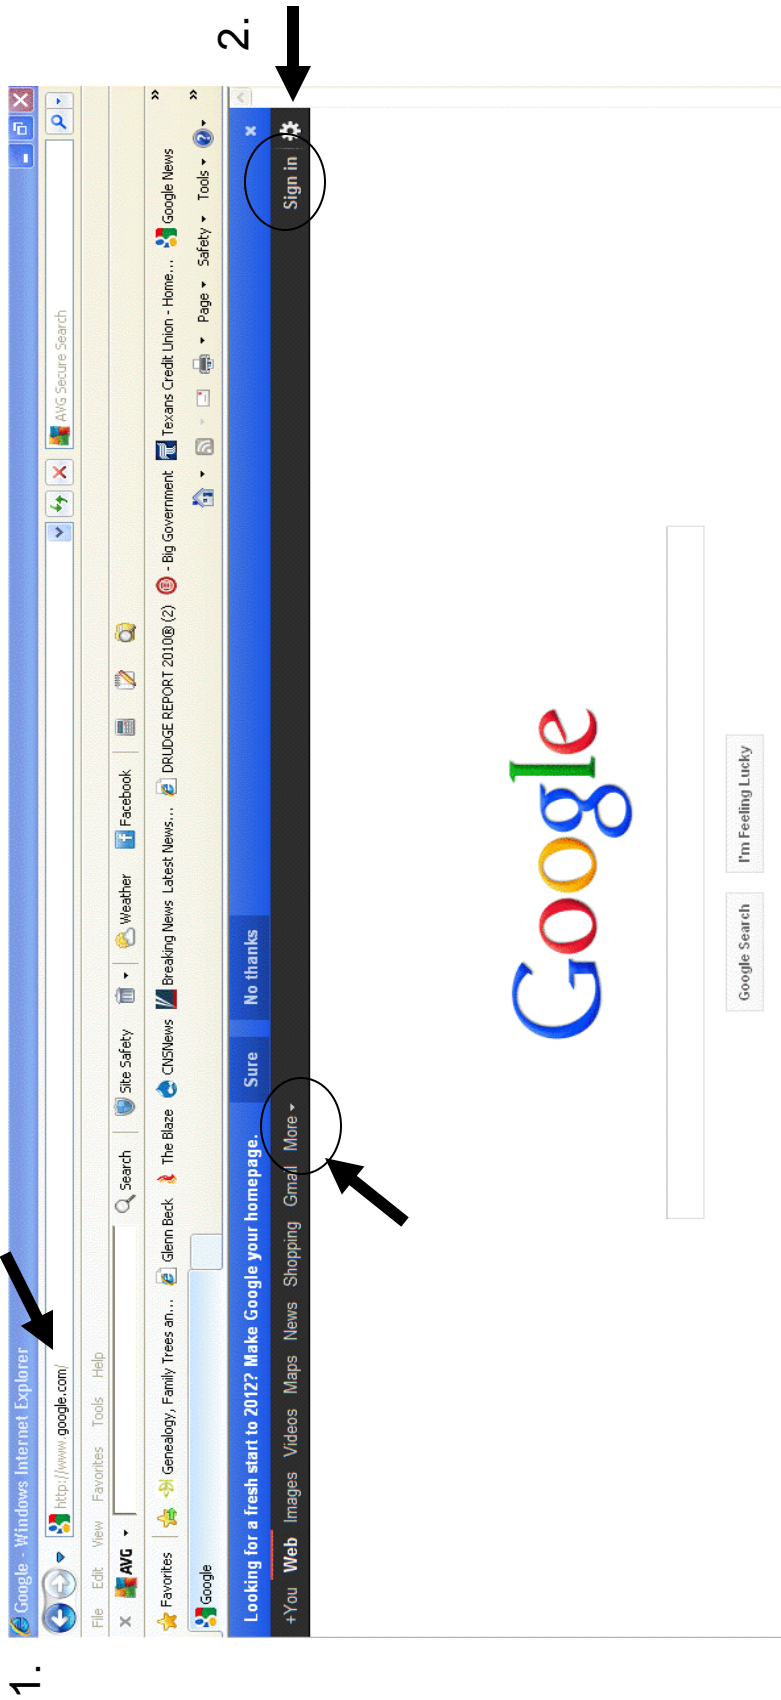 1.
2.
Google - Windows Internet Explorer
http://www.google.com/
AVG Secure Search
File Edit View Favorites Tools Help
AVG Search Site Safety Weather Facebook
Favorites Genealogy, Family Trees an... Glenn Beck The Blaze CNSNews Breaking News Latest News... DRUDGE REPORT 2010® (2) - Big Government Texans Credit Union - Home... Google News
Google Page Safety Tools
Looking for a fresh start to 2012? Make Google your homepage. Sure No thanks
+You Web Images Videos Maps News Shopping Gmail More Sign in
Google
Google Search I'm Feeling Lucky